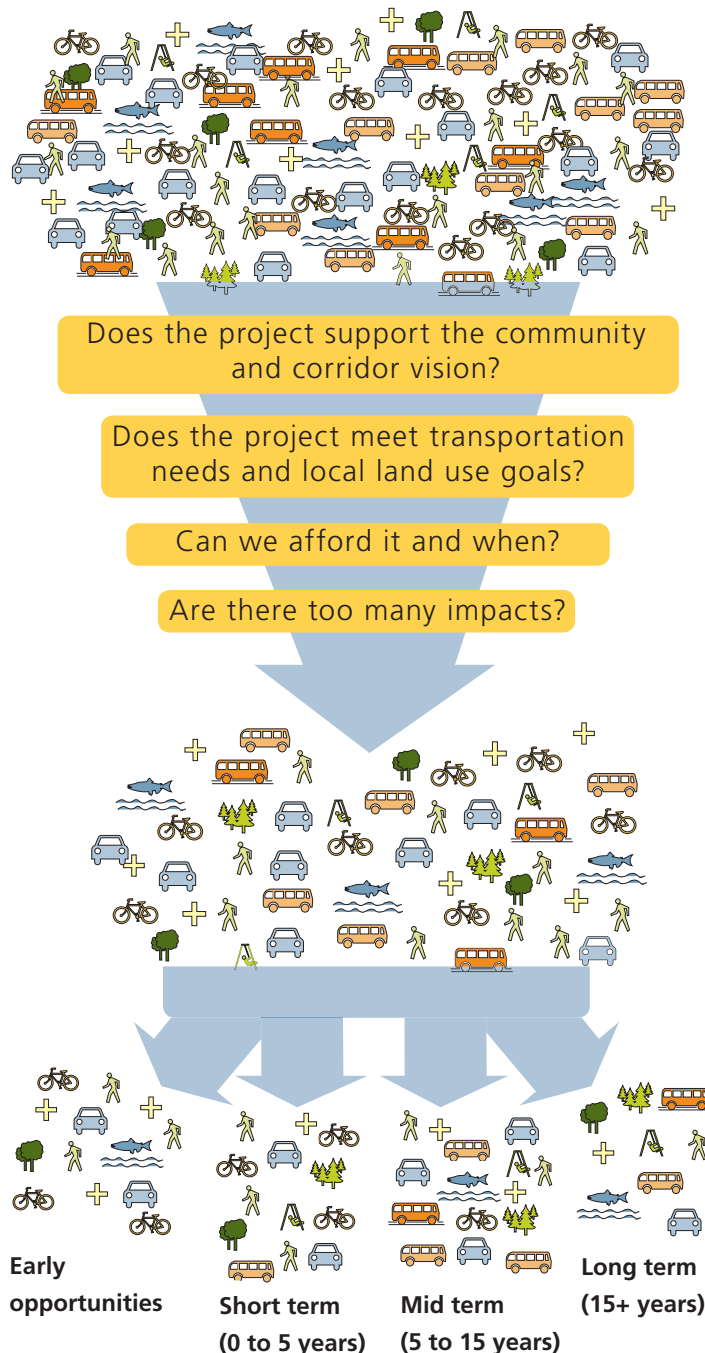 Does the project support the community
and corridor vision?
Does the project meet transportation
needs and local land use goals?
Can we afford it and when?
Are there too many impacts?
Early
opportunities
Short term
(0 to 5 years)
Mid term
(5 to 15 years)
Long term
(15+ years)